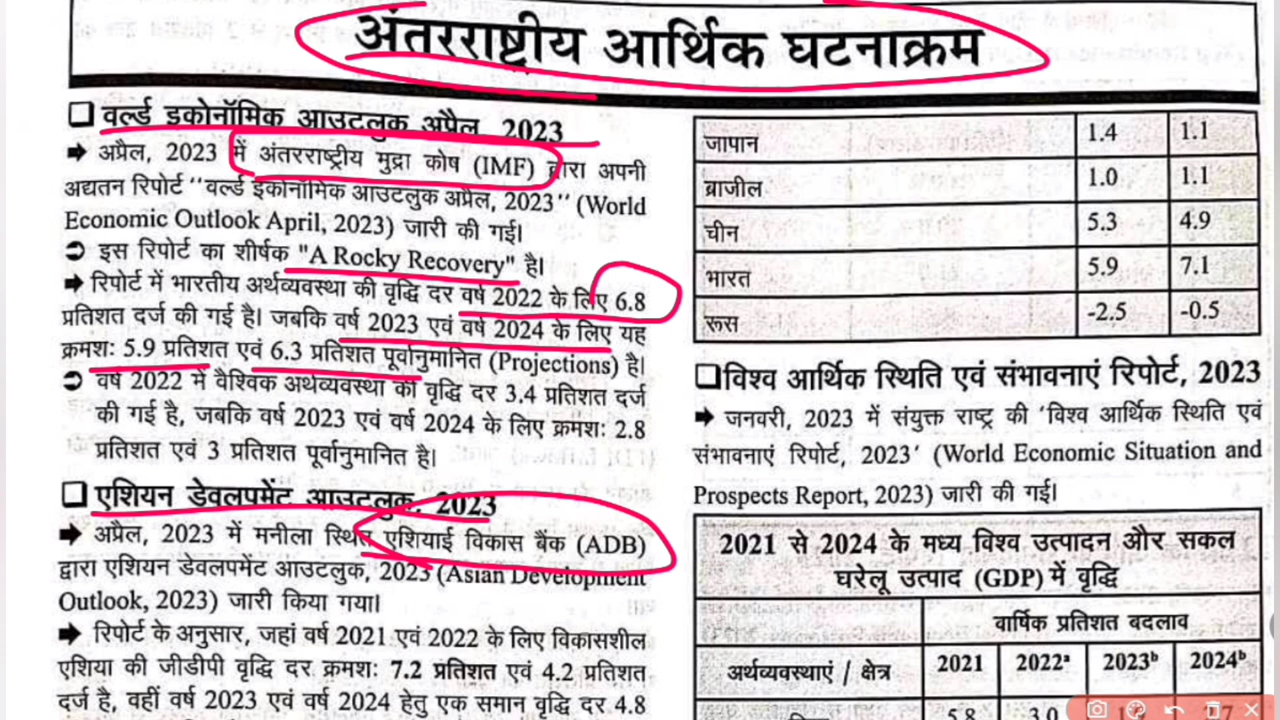 अंतरराष्ट्रीय आर्थिक घटनाक्रम
❑ वर्ल्ड इकोनॉमिक आउटलुक अप्रैल, 2023
➡ अप्रैल, 2023 में अंतरराष्ट्रीय मुद्रा कोष (IMF) द्वारा अपनी
अद्यतन रिपोर्ट "वर्ल्ड इकोनॉमिक आउटलुक अप्रैल, 2023" (World
Economic Outlook April, 2023) जारी की गई।
➲ इस रिपोर्ट का शीर्षक "A Rocky Recovery" है।
➡ रिपोर्ट में भारतीय अर्थव्यवस्था की वृद्धि दर वर्ष 2022 के लिए 6.8
प्रतिशत दर्ज की गई है। जबकि वर्ष 2023 एवं वर्ष 2024 के लिए यह
क्रमशः 5.9 प्रतिशत एवं 6.3 प्रतिशत पूर्वानुमानित (Projections) है।
➲ वर्ष 2022 में वैश्विक अर्थव्यवस्था की वृद्धि दर 3.4 प्रतिशत दर्ज
की गई है, जबकि वर्ष 2023 एवं वर्ष 2024 के लिए क्रमशः 2.8
प्रतिशत एवं 3 प्रतिशत पूर्वानुमानित है।
❑ एशियन डेवलपमेंट आउटलुक, 2023
➡ अप्रैल, 2023 में मनीला स्थित एशियाई विकास बैंक (ADB)
द्वारा एशियन डेवलपमेंट आउटलुक, 2023 (Asian Development
Outlook, 2023) जारी किया गया।
➡ रिपोर्ट के अनुसार, जहां वर्ष 2021 एवं 2022 के लिए विकासशील
एशिया की जीडीपी वृद्धि दर क्रमशः 7.2 प्रतिशत एवं 4.2 प्रतिशत
दर्ज है, वहीं वर्ष 2023 एवं वर्ष 2024 हेतु एक समान वृद्धि दर 4.8
जापान 1.4 1.1
ब्राजील 1.0 1.1
चीन 5.3 4.9
भारत 5.9 7.1
रूस -2.5 -0.5
❑विश्व आर्थिक स्थिति एवं संभावनाएं रिपोर्ट, 2023
➡ जनवरी, 2023 में संयुक्त राष्ट्र की 'विश्व आर्थिक स्थिति एवं
संभावनाएं रिपोर्ट, 2023' (World Economic Situation and
Prospects Report, 2023) जारी की गई।
2021 से 2024 के मध्य विश्व उत्पादन और सकल
घरेलू उत्पाद (GDP) में वृद्धि
वार्षिक प्रतिशत बदलाव
अर्थव्यवस्थाएं / क्षेत्र 2021 2022ᵃ 2023ᵇ 2024ᵇ
5.8 3.0